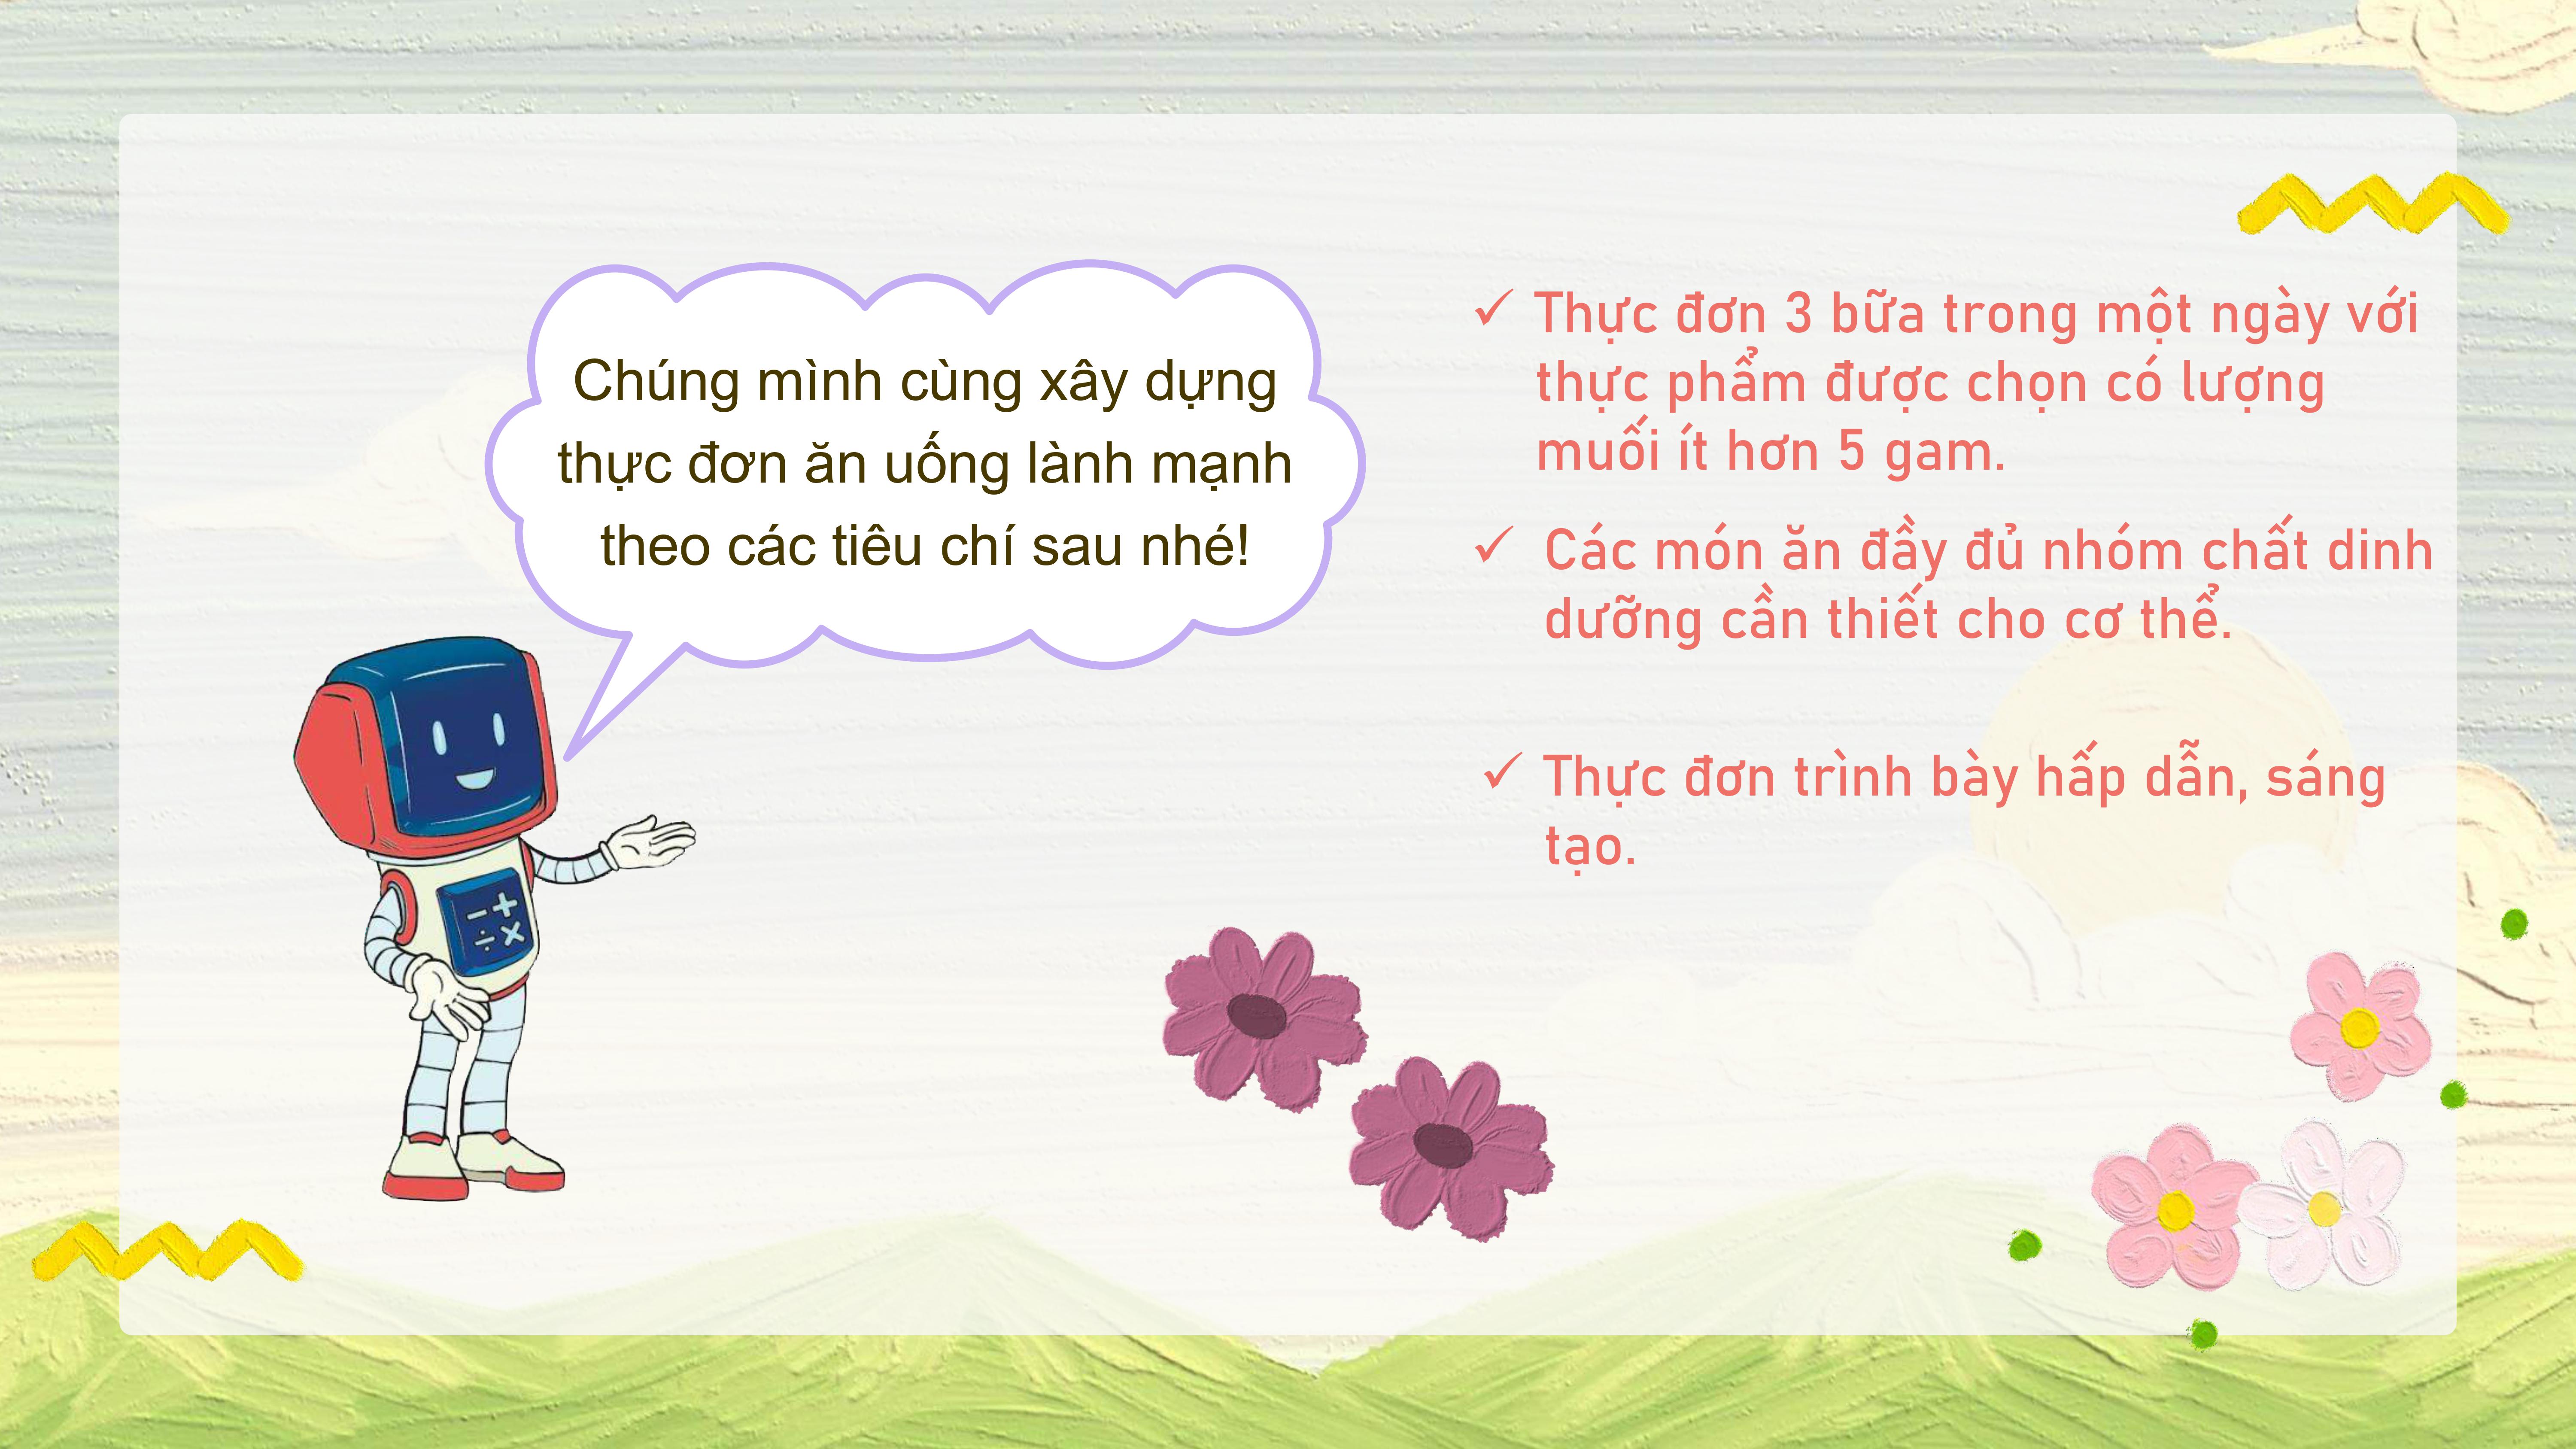 Chúng mình cùng xây dựng
thực đơn ăn uống lành mạnh
theo các tiêu chí sau nhé!
✓ Thực đơn 3 bữa trong một ngày với
thực phẩm được chọn có lượng
muối ít hơn 5 gam.
✓ Các món ăn đầy đủ nhóm chất dinh
dưỡng cần thiết cho cơ thể.
✓ Thực đơn trình bày hấp dẫn, sáng
tạo.
− +
÷ ×